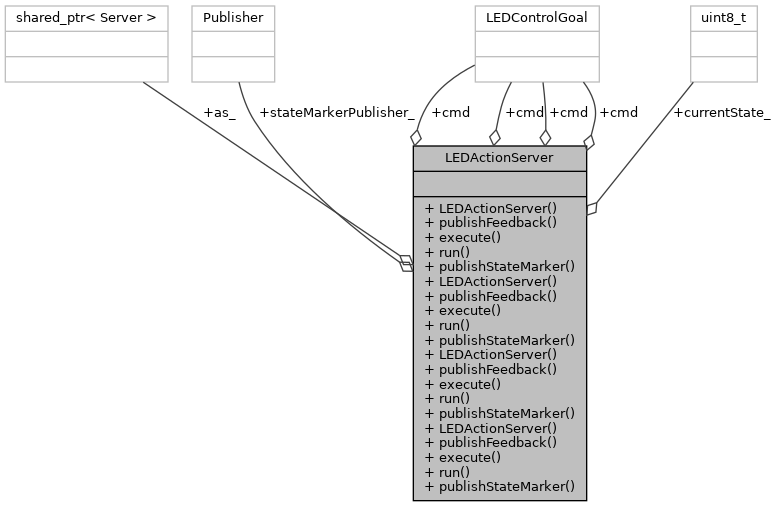 shared_ptr< Server >
Publisher
LEDControlGoal
uint8_t
+as_
+stateMarkerPublisher_
+cmd
+cmd
+cmd
+cmd
+currentState_
LEDActionServer
+ LEDActionServer()
+ publishFeedback()
+ execute()
+ run()
+ publishStateMarker()
+ LEDActionServer()
+ publishFeedback()
+ execute()
+ run()
+ publishStateMarker()
+ LEDActionServer()
+ publishFeedback()
+ execute()
+ run()
+ publishStateMarker()
+ LEDActionServer()
+ publishFeedback()
+ execute()
+ run()
+ publishStateMarker()